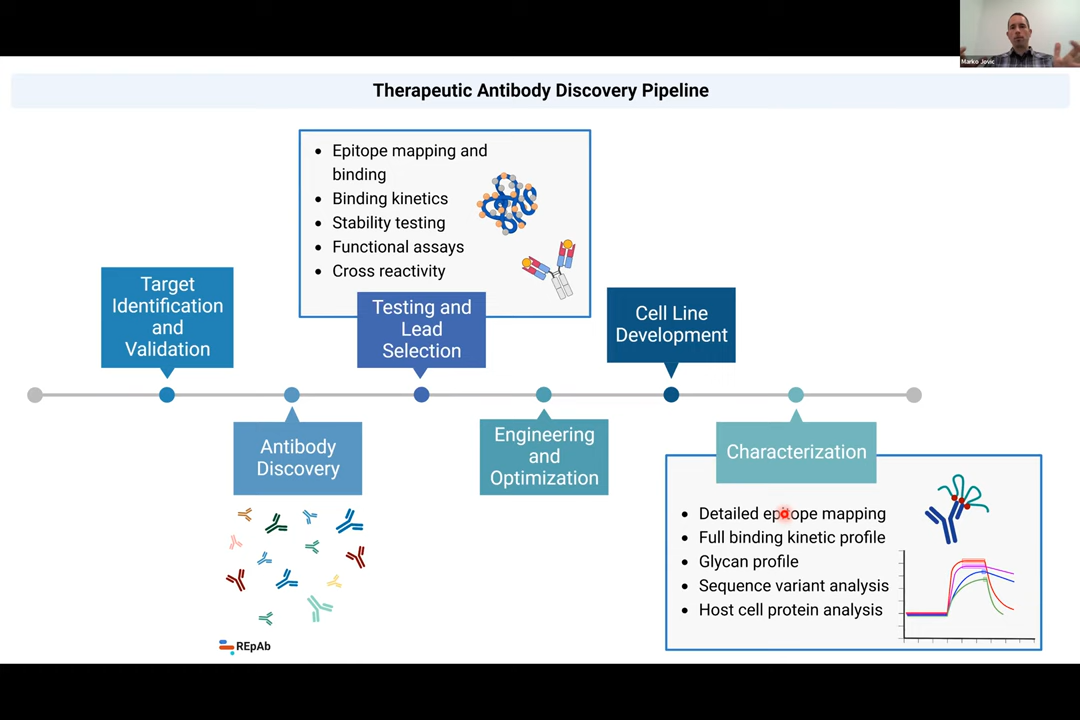 Marko Jovic
Therapeutic Antibody Discovery Pipeline
Epitope mapping and
binding
Binding kinetics
Stability testing
Functional assays
Cross reactivity
Target
Identification
and
Validation
Testing and
Lead
Selection
Cell Line
Development
Antibody
Discovery
Engineering
and
Optimization
Characterization
Detailed epitope mapping
Full binding kinetic profile
Glycan profile
Sequence variant analysis
Host cell protein analysis
REpAb